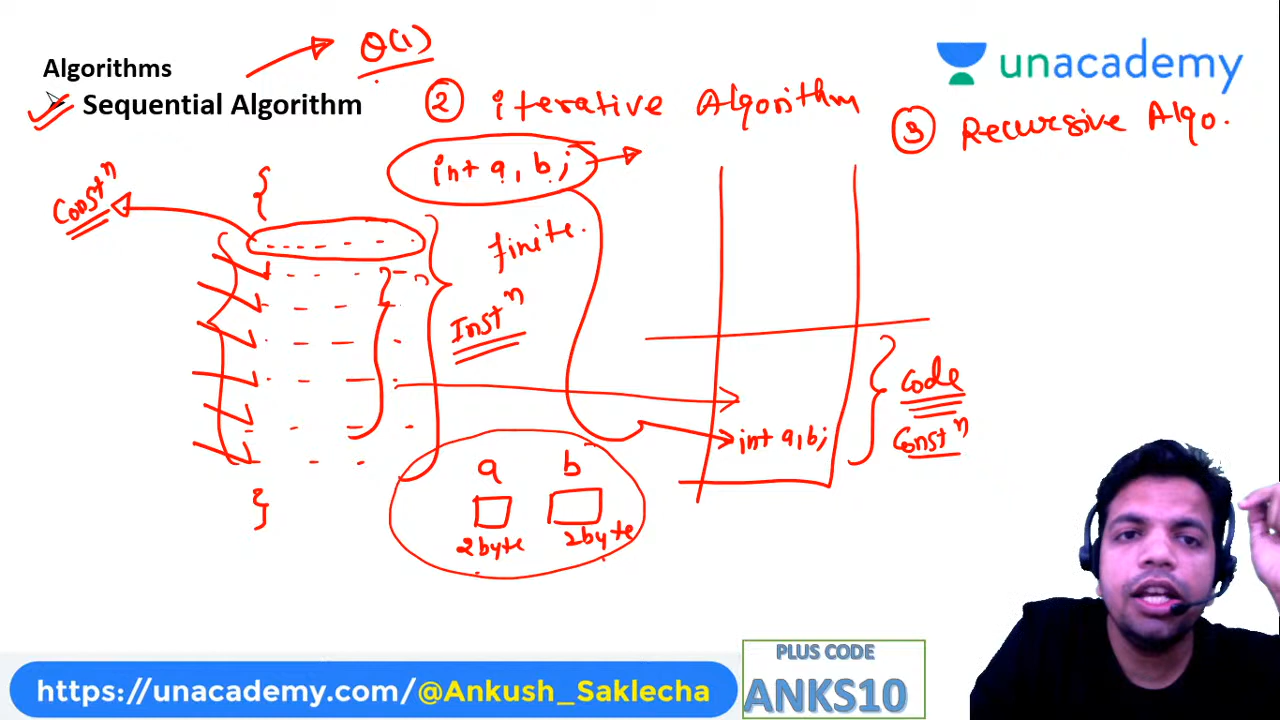 Algorithms
Sequential Algorithm
θ(1)
② iterative Algorithm
③ Recursive Algo.
unacademy
int a, b;
Constⁿ
{
finite.
Instⁿ
}
a b
2byte 2byte
int a, b;
Code
Constⁿ
https://unacademy.com/@Ankush_Saklecha
PLUS CODE
ANKS10